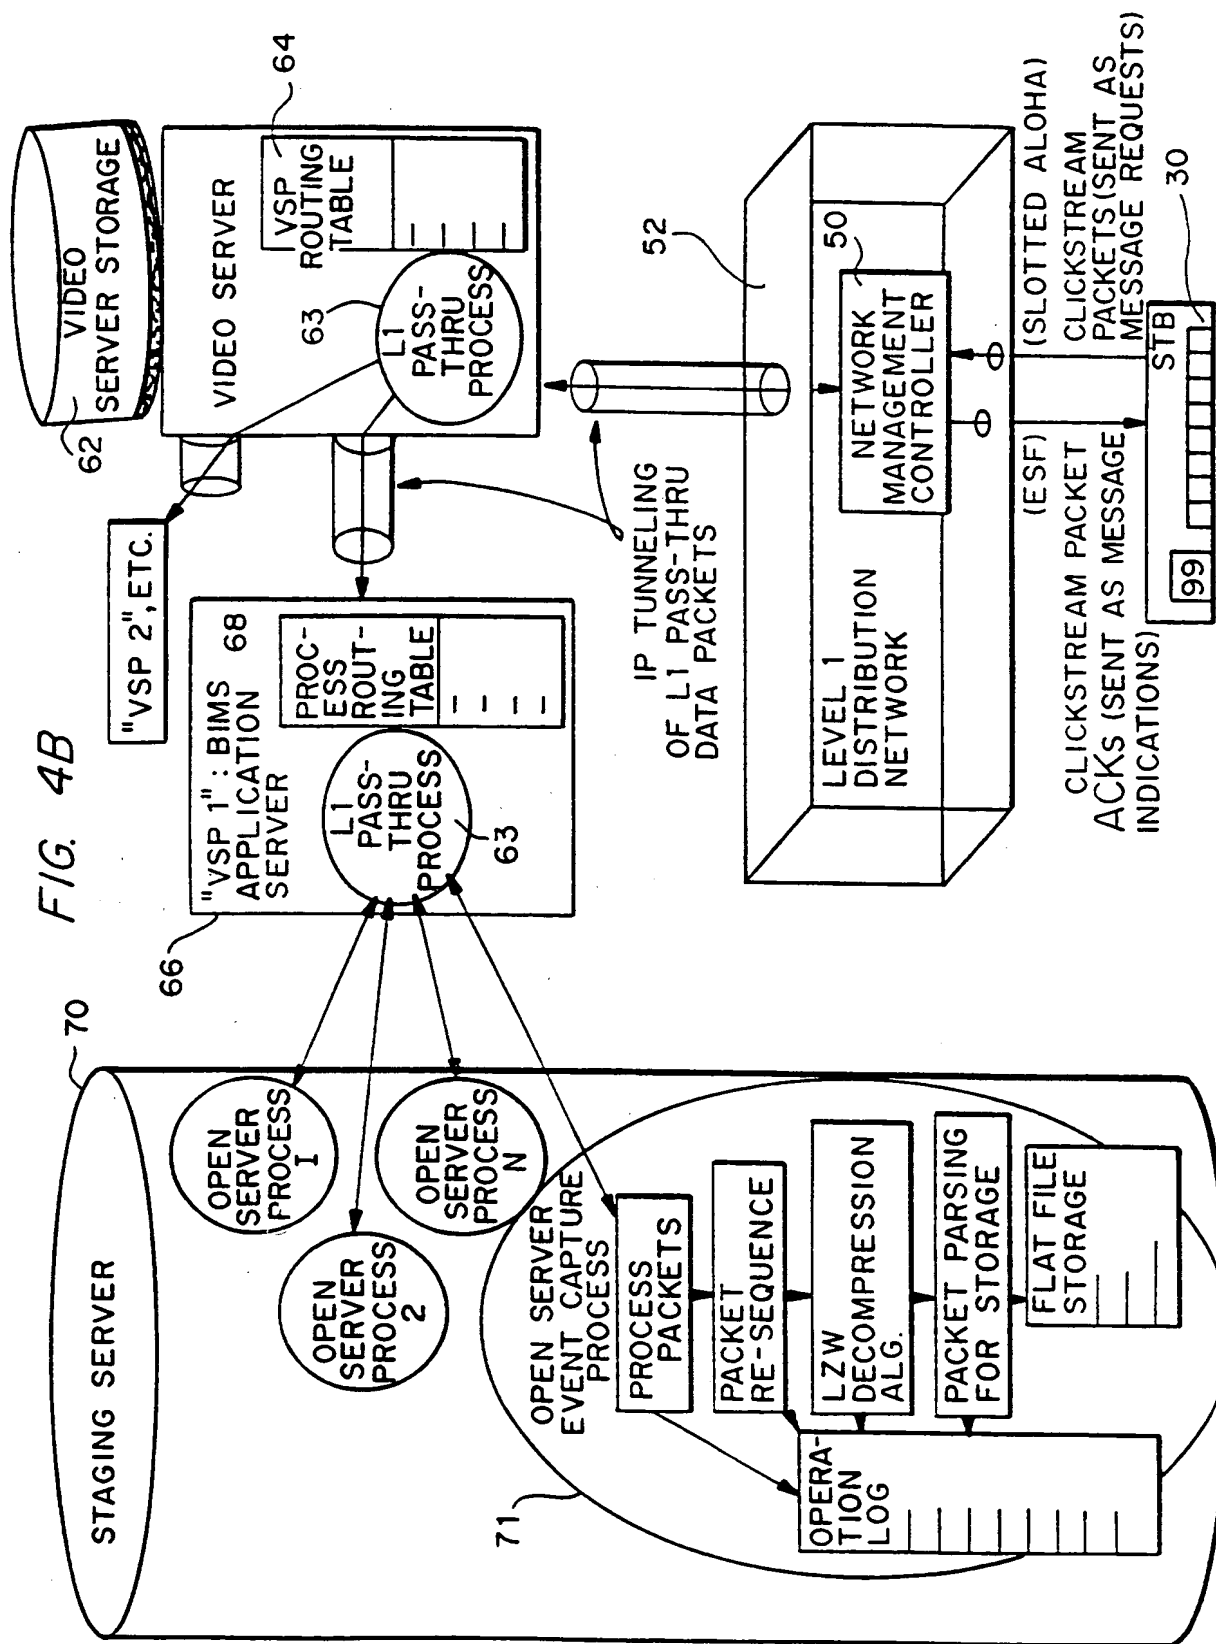 FIG. 4B
70
STAGING SERVER
OPEN
SERVER
PROCESS
I
OPEN
SERVER
PROCESS
2
OPEN
SERVER
PROCESS
N
71
OPEN SERVER
EVENT CAPTURE
PROCESS
PROCESS
PACKETS
PACKET
RE-SEQUENCE
LZW
DECOMPRESSION
ALG.
PACKET PARSING
FOR STORAGE
FLAT FILE
STORAGE
OPERA-
TION
LOG
66
"VSP 1" : BIMS
APPLICATION
SERVER
68
PROC-
ESS
ROUT-
ING
TABLE
L1
PASS-
THRU
PROCESS
63
"VSP 2", ETC.
62
VIDEO
SERVER STORAGE
VIDEO SERVER
64
VSP
ROUTING
TABLE
63
L1
PASS-
THRU
PROCESS
IP TUNNELING
OF L1 PASS-THRU
DATA PACKETS
52
LEVEL 1
DISTRIBUTION
NETWORK
50
NETWORK
MANAGEMENT
CONTROLLER
(ESF)
(SLOTTED ALOHA)
CLICKSTREAM PACKET
ACKS (SENT AS MESSAGE
INDICATIONS)
CLICKSTREAM
PACKETS (SENT AS
MESSAGE REQUESTS)
STB
30
99